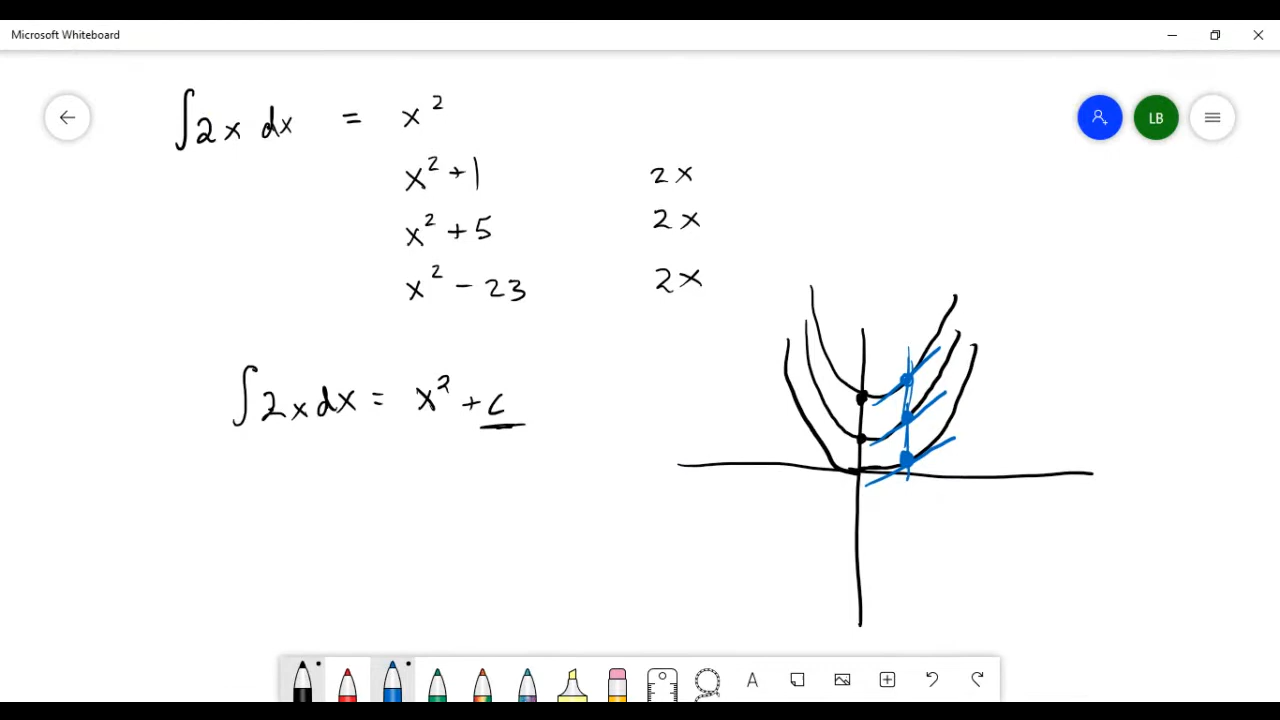 Microsoft Whiteboard
LB
∫2x dx = x²
x² + 1 2x
x² + 5 2x
x² - 23 2x
∫2x dx = x² + c
A